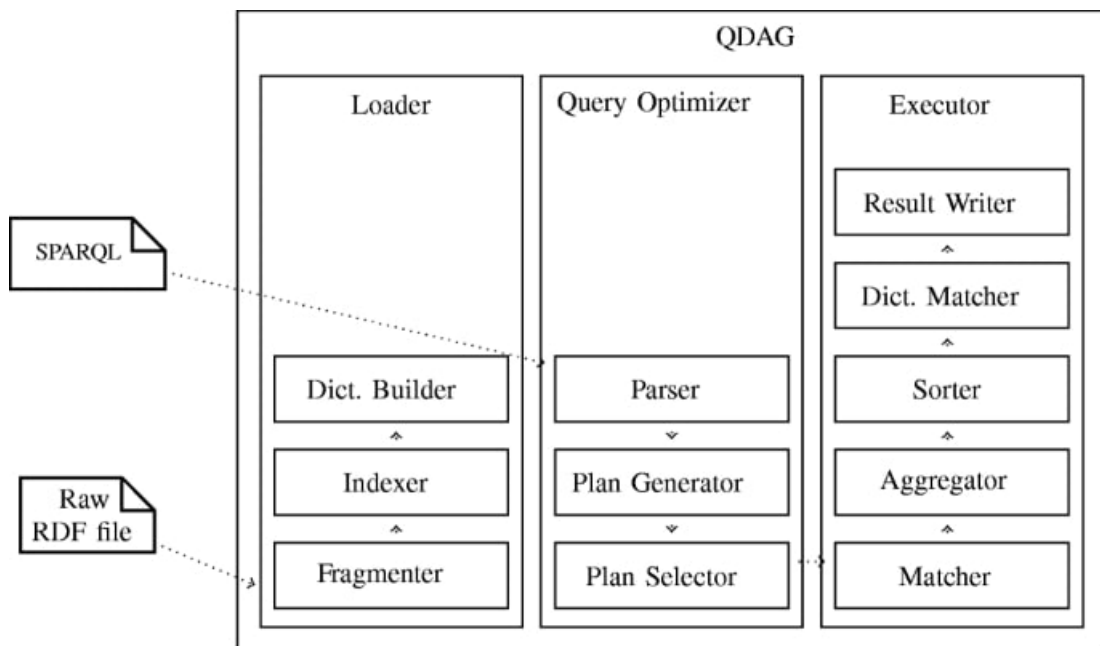 QDAG
Loader
Query Optimizer
Executor
Result Writer
SPARQL
Dict. Matcher
Dict. Builder
Parser
Sorter
Raw
RDF file
Indexer
Plan Generator
Aggregator
Fragmenter
Plan Selector
Matcher